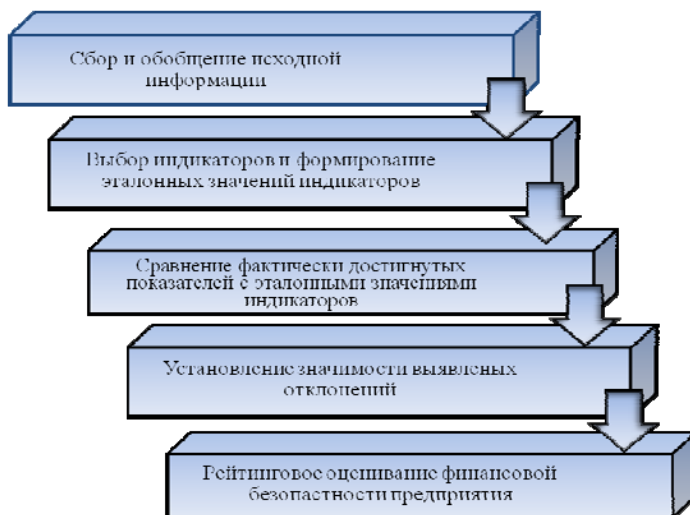 Сбор и обобщение исходной
информации
Выбор индикаторов и формирование
эталонных значений индикаторов
Сравнение фактически достигнутых
показателей с эталонными значениями
индикаторов
Установление значимости выявленых
отклонений
Рейтинговое оценивание финансовой
безопастности предприятия